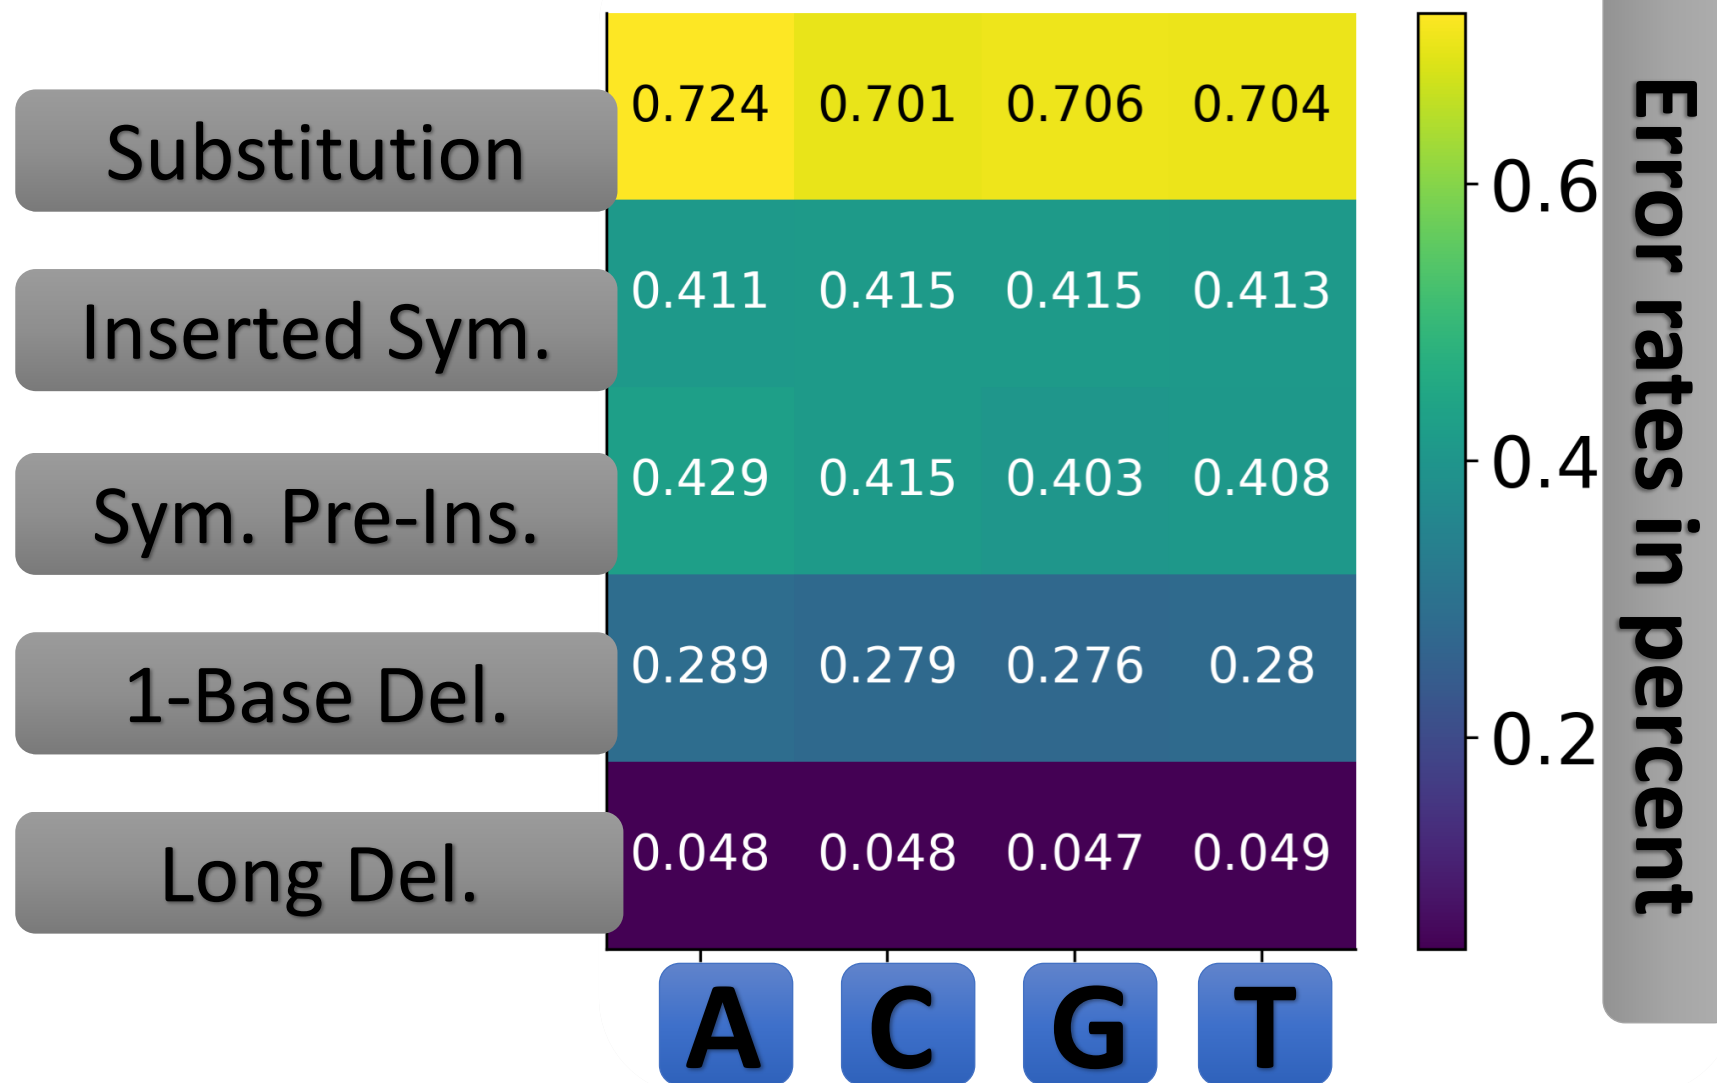 Substitution 0.724 0.701 0.706 0.704
Inserted Sym. 0.411 0.415 0.415 0.413
Sym. Pre-Ins. 0.429 0.415 0.403 0.408
1-Base Del. 0.289 0.279 0.276 0.28
Long Del. 0.048 0.048 0.047 0.049
A C G T
0.6
0.4
0.2
Error rates in percent